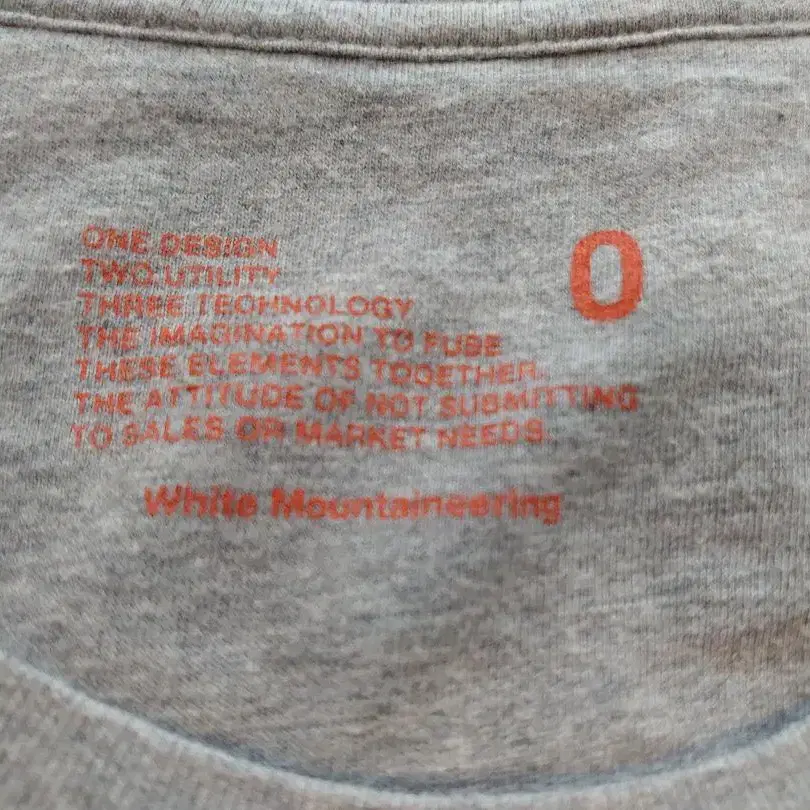 ONE DESIGN
TWO UTILITY
THREE TECHNOLOGY
THE IMAGINATION TO FUSE
THESE ELEMENTS TOGETHER.
THE ATTITUDE OF NOT SUBMITTING
TO SALES OR MARKET NEEDS.
0
White Mountaineering